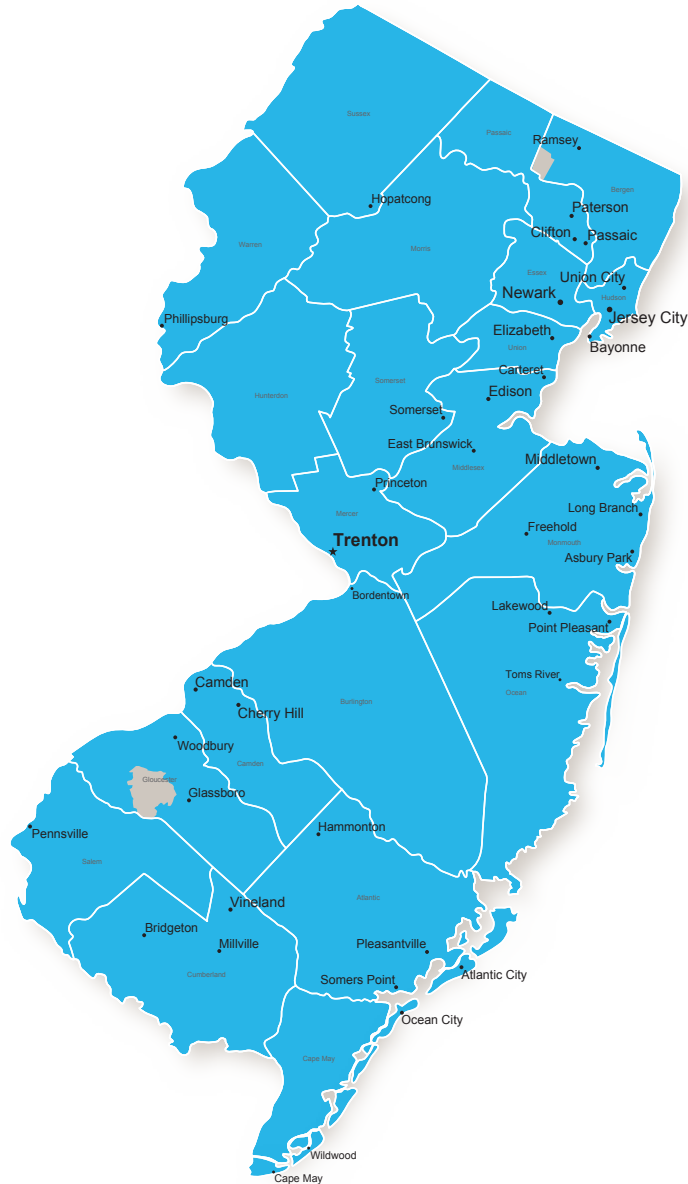 Sussex
Passaic
Ramsey
Bergen
Hopatcong
Paterson
Clifton
Passaic
Warren
Morris
Essex
Union City
Newark
Hudson
Jersey City
Phillipsburg
Elizabeth
Union
Bayonne
Carteret
Somerset
Hunterdon
Edison
Somerset
East Brunswick
Middlesex
Middletown
Princeton
Mercer
Long Branch
Freehold
Trenton
Monmouth
Asbury Park
Bordentown
Lakewood
Point Pleasant
Toms River
Ocean
Camden
Burlington
Cherry Hill
Woodbury
Camden
Gloucester
Glassboro
Pennsville
Hammonton
Salem
Atlantic
Vineland
Bridgeton
Millville
Pleasantville
Cumberland
Atlantic City
Somers Point
Ocean City
Cape May
Wildwood
Cape May